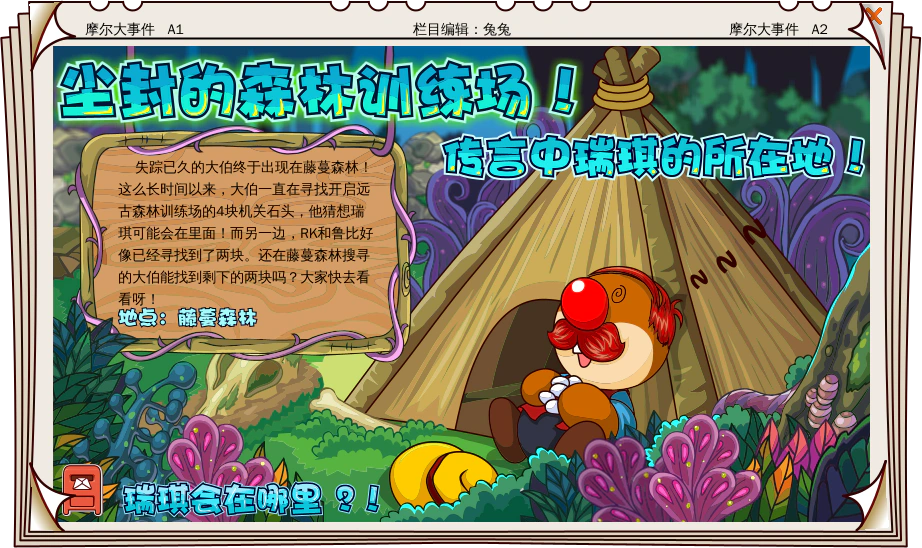 摩尔大事件 A1
栏目编辑：兔兔
摩尔大事件 A2
尘封的森林训练场！
传言中瑞琪的所在地！
失踪已久的大伯终于出现在藤蔓森林！
这么长时间以来，大伯一直在寻找开启远
古森林训练场的4块机关石头，他猜想瑞
琪可能会在里面！而另一边，RK和鲁比好
像已经寻找到了两块。还在藤蔓森林搜寻
的大伯能找到剩下的两块吗？大家快去看
看呀！
地点：藤蔓森林
z z z
瑞琪会在哪里？！